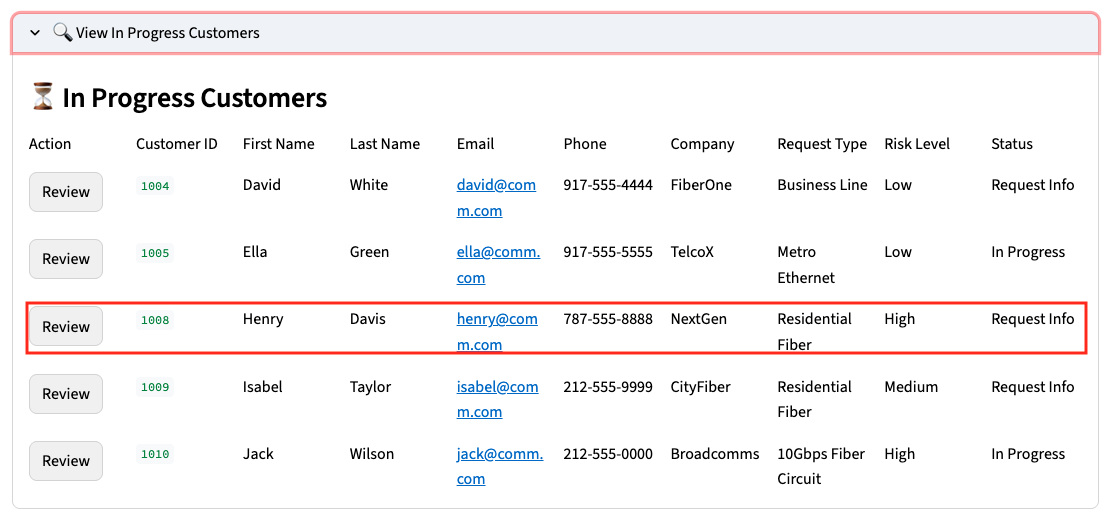 View In Progress Customers
In Progress Customers
Action Customer ID First Name Last Name Email Phone Company Request Type Risk Level Status
Review 1004 David White david@com 917-555-4444 FiberOne Business Line Low Request Info
m.com
Review 1005 Ella Green ella@comm. 917-555-5555 TelcoX Metro Low In Progress
com Ethernet
Review 1008 Henry Davis henry@com 787-555-8888 NextGen Residential High Request Info
m.com Fiber
Review 1009 Isabel Taylor isabel@com 212-555-9999 CityFiber Residential Medium Request Info
m.com Fiber
Review 1010 Jack Wilson jack@comm. 212-555-0000 Broadcomms 10Gbps Fiber High In Progress
com Circuit